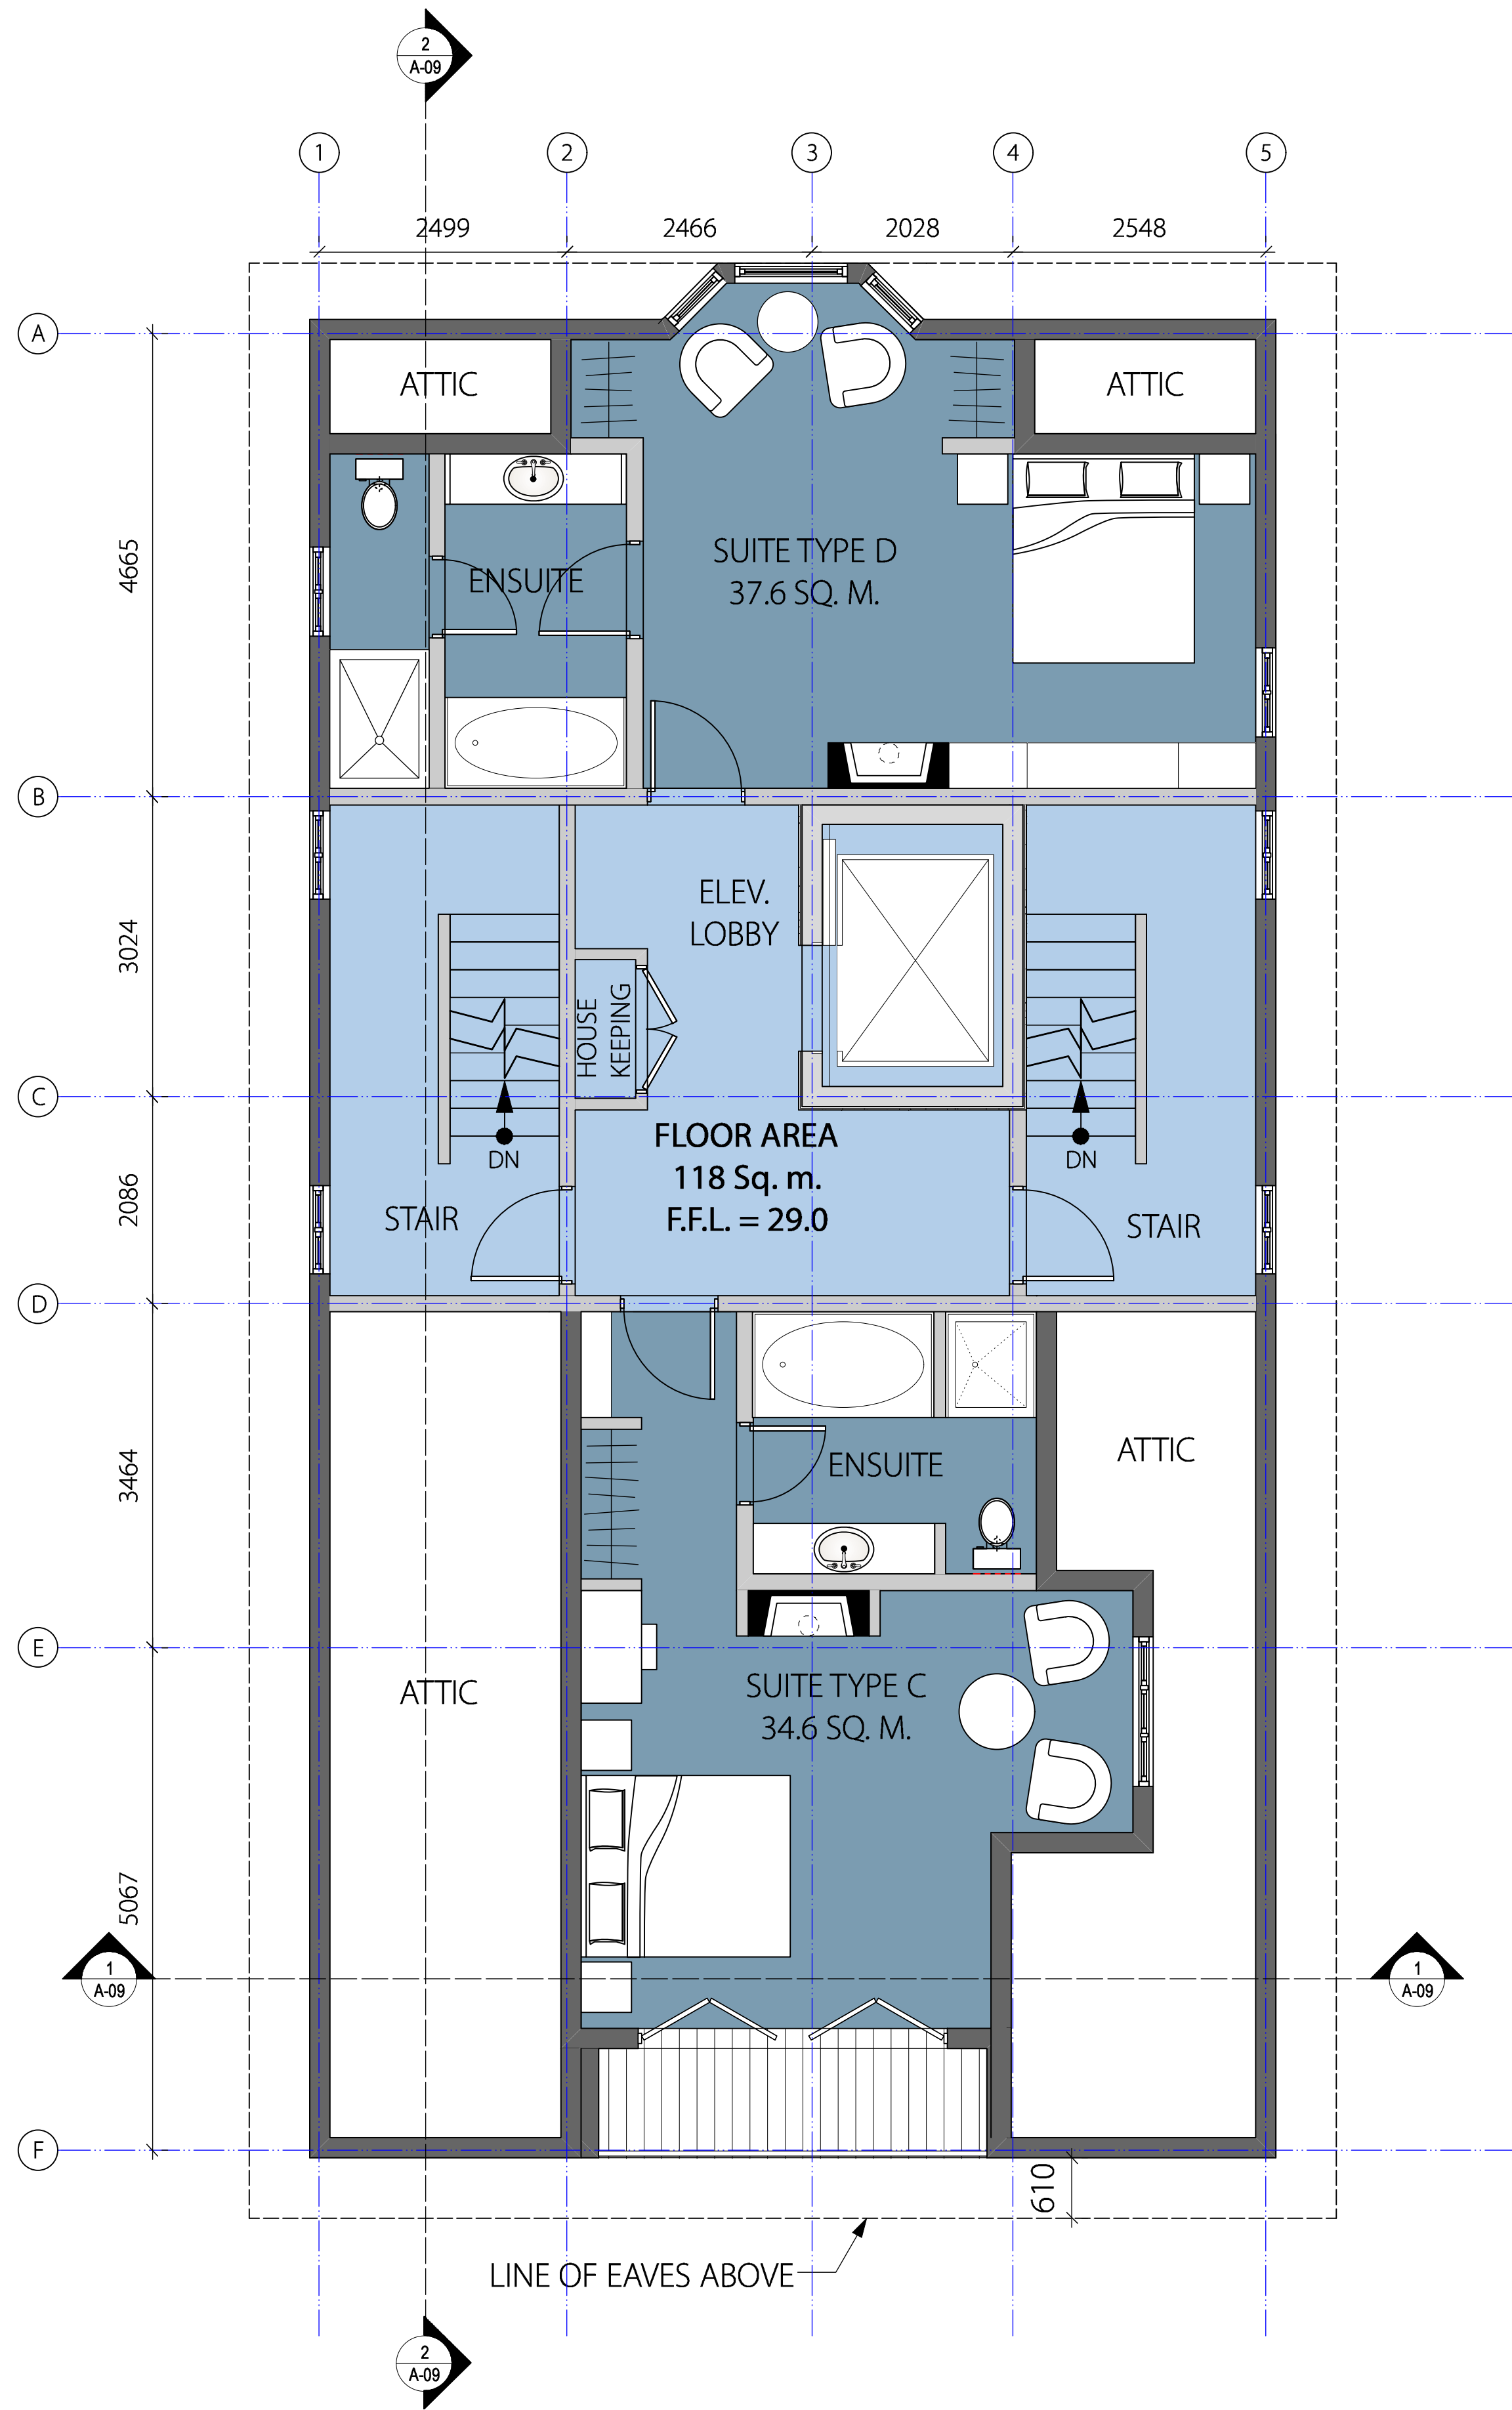 2
A-09
1
2
3
4
5
2499
2466
2028
2548
A
ATTIC
ATTIC
4665
SUITE TYPE D
37.6 SQ. M.
ENSUITE
B
ELEV.
LOBBY
3024
HOUSE
KEEPING
C
FLOOR AREA
118 Sq. m.
F.F.L. = 29.0
DN
DN
2086
STAIR
STAIR
D
3464
ENSUITE
ATTIC
E
SUITE TYPE C
34.6 SQ. M.
ATTIC
5067
1
A-09
1
A-09
F
610
LINE OF EAVES ABOVE
2
A-09